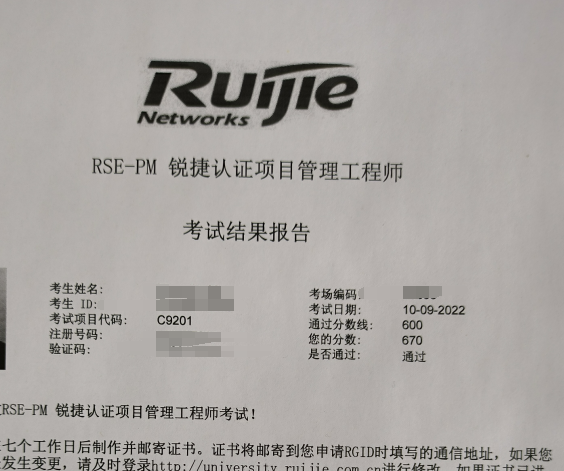 Ruijie
Networks
RSE-PM 锐捷认证项目管理工程师
考试结果报告
考生姓名:
考生 ID:
考试项目代码: C9201
注册号码:
验证码:
考场编码:
考试日期: 10-09-2022
通过分数线: 600
您的分数: 670
是否通过: 通过
RSE-PM 锐捷认证项目管理工程师考试!
七个工作日后制作并邮寄证书。证书将邮寄到您申请RGID时填写的通信地址，如果您
发生变更，请及时登录http://university.ruijie.com.cn进行修改。如果证书已进